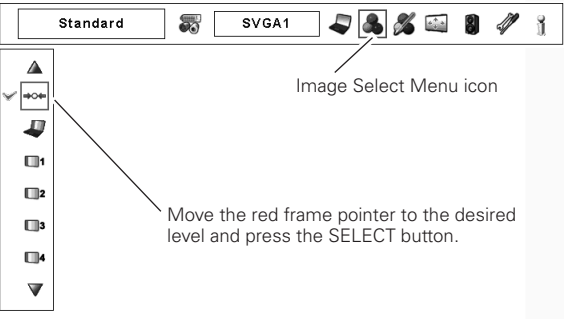 Standard
SVGA1
Image Select Menu icon
1
2
3
4
Move the red frame pointer to the desired
level and press the SELECT button.